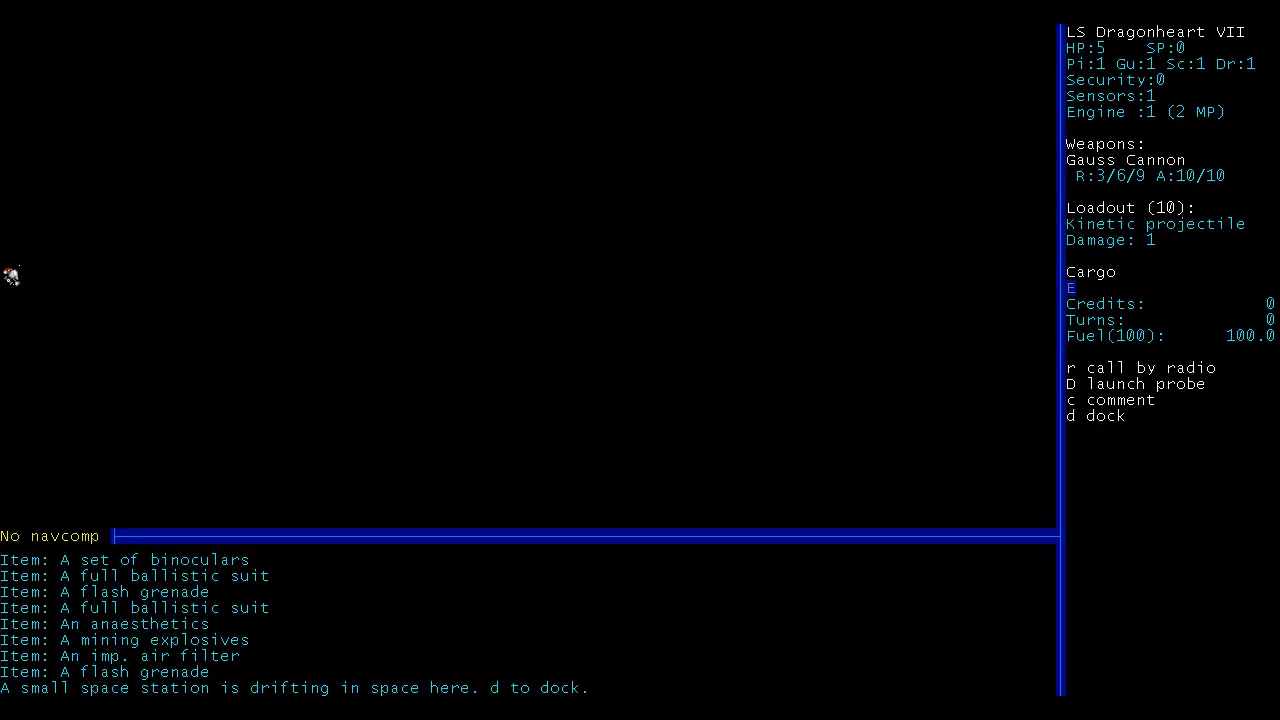 LS Dragonheart VII
HP:5 SP:0
Pi:1 Gu:1 Sc:1 Dr:1
Security:0
Sensors:1
Engine :1 (2 MP)
Weapons:
Gauss Cannon
R:3/6/9 A:10/10
Loadout (10):
Kinetic projectile
Damage: 1
Cargo
E
Credits: 0
Turns: 0
Fuel(100): 100.0
r call by radio
D launch probe
c comment
d dock
No navcomp
Item: A set of binoculars
Item: A full ballistic suit
Item: A flash grenade
Item: A full ballistic suit
Item: An anaesthetics
Item: A mining explosives
Item: An imp. air filter
Item: A flash grenade
A small space station is drifting in space here. d to dock.